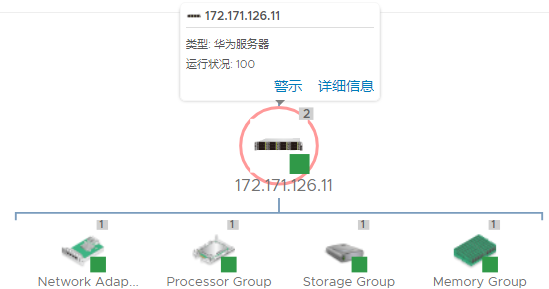 172.171.126.11
类型: 华为服务器
运行状况: 100
警示 详细信息
2
172.171.126.11
1 1 1 1
Network Adap... Processor Group Storage Group Memory Group